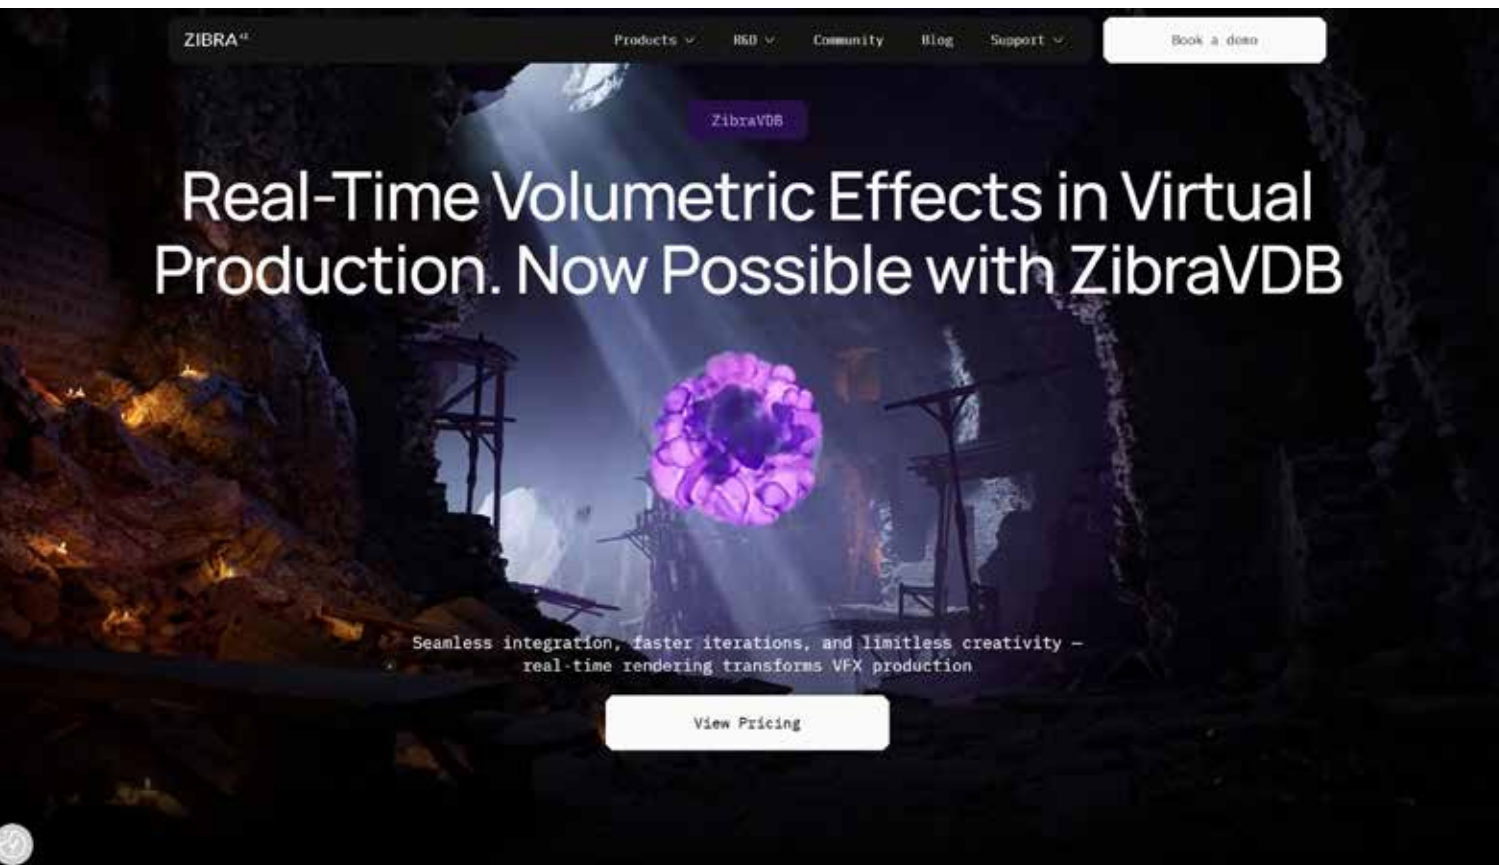 ZIBRA AI
Products
R&D
Community
Blog
Support
Book a demo
ZibraVDB
Real-Time Volumetric Effects in Virtual
Production. Now Possible with ZibraVDB
Seamless integration, faster iterations, and limitless creativity —
real-time rendering transforms VFX production
View Pricing